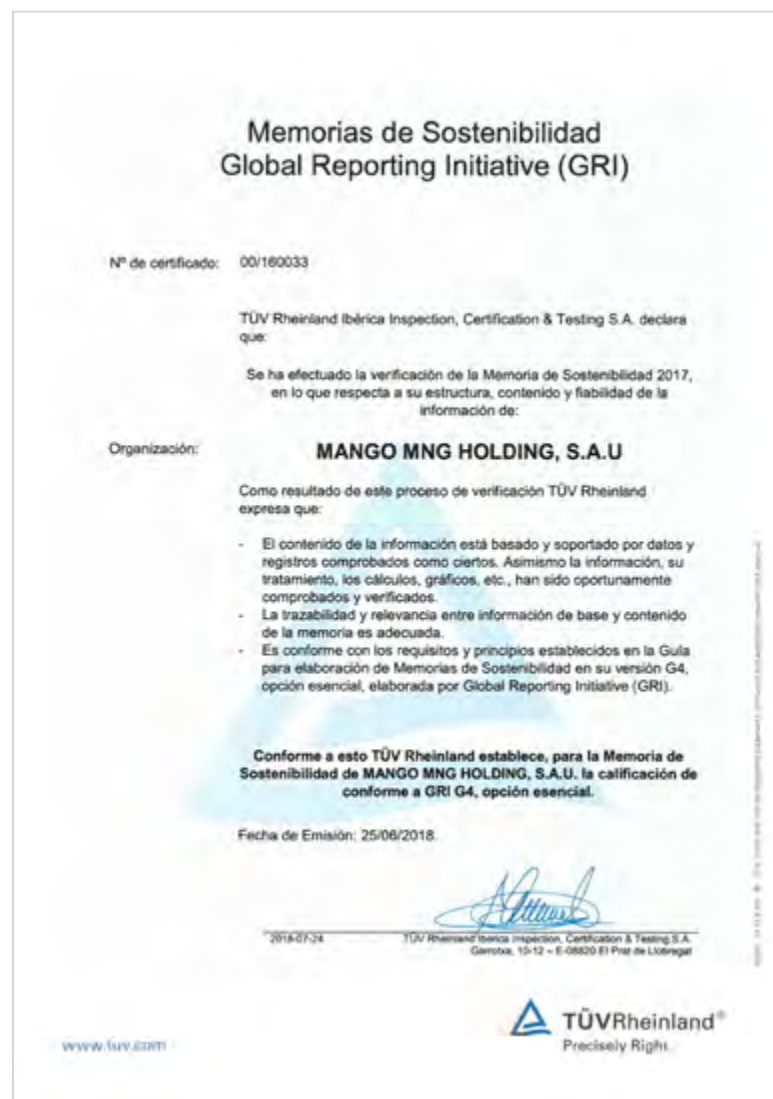 Memorias de Sostenibilidad
Global Reporting Initiative (GRI)
Nº de certificado: 00/160033
TÜV Rheinland Ibérica Inspection, Certification & Testing S.A. declara
que:
Se ha efectuado la verificación de la Memoria de Sostenibilidad 2017,
en lo que respecta a su estructura, contenido y fiabilidad de la
información de:
Organización: MANGO MNG HOLDING, S.A.U
Como resultado de este proceso de verificación TÜV Rheinland
expresa que:
- El contenido de la información está basado y soportado por datos y
registros comprobados como ciertos. Asimismo la información, su
tratamiento, los cálculos, gráficos, etc., han sido oportunamente
comprobados y verificados.
- La trazabilidad y relevancia entre información de base y contenido
de la memoria es adecuada.
- Es conforme con los requisitos y principios establecidos en la Guía
para elaboración de Memorias de Sostenibilidad en su versión G4,
opción esencial, elaborada por Global Reporting Initiative (GRI).
Conforme a esto TÜV Rheinland establece, para la Memoria de
Sostenibilidad de MANGO MNG HOLDING, S.A.U. la calificación de
conforme a GRI G4, opción esencial.
Fecha de Emisión: 25/06/2018.
2018-07-24 TÜV Rheinland Ibérica Inspection, Certification & Testing S.A.
Garrotxa, 10-12 – E-08820 El Prat de Llobregat
TÜVRheinland®
Precisely Right.
www.tuv.com